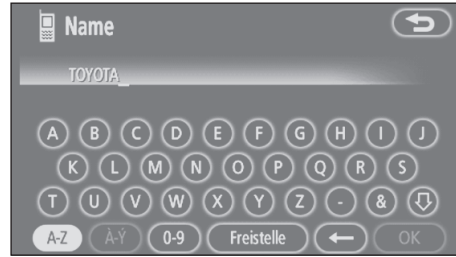 Name
TOYOTA_
A B C D E F G H I J
K L M N O P Q R S
T U V W X Y Z - &
A-Z À-Ý 0-9 Freistelle OK